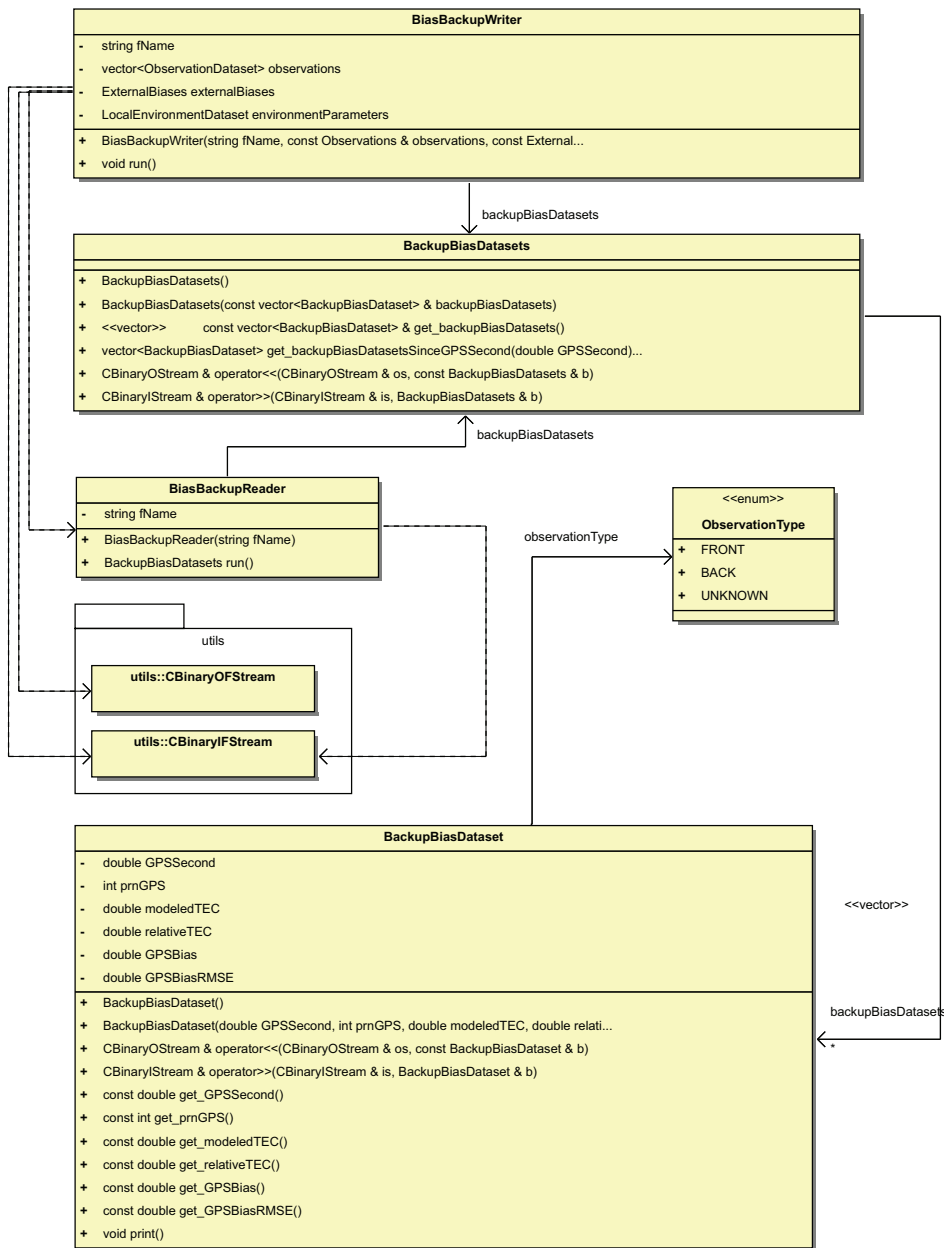 BiasBackupWriter
- string fName
- vector<ObservationDataset> observations
- ExternalBiases externalBiases
- LocalEnvironmentDataset environmentParameters
+ BiasBackupWriter(string fName, const Observations & observations, const External...
+ void run()
backupBiasDatasets
BackupBiasDatasets
+ BackupBiasDatasets()
+ BackupBiasDatasets(const vector<BackupBiasDataset> & backupBiasDatasets)
+ <<vector>> const vector<BackupBiasDataset> & get_backupBiasDatasets()
+ vector<BackupBiasDataset> get_backupBiasDatasetsSinceGPSSecond(double GPSSecond)...
+ CBinaryOStream & operator<<(CBinaryOStream & os, const BackupBiasDatasets & b)
+ CBinaryIStream & operator>>(CBinaryIStream & is, BackupBiasDatasets & b)
backupBiasDatasets
BiasBackupReader
- string fName
+ BiasBackupReader(string fName)
+ BackupBiasDatasets run()
<<enum>>
ObservationType
+ FRONT
+ BACK
+ UNKNOWN
observationType
utils
utils::CBinaryOFStream
utils::CBinaryIFStream
BackupBiasDataset
- double GPSSecond
- int prnGPS
- double modeledTEC
- double relativeTEC
- double GPSBias
- double GPSBiasRMSE
+ BackupBiasDataset()
+ BackupBiasDataset(double GPSSecond, int prnGPS, double modeledTEC, double relati...
+ CBinaryOStream & operator<<(CBinaryOStream & os, const BackupBiasDataset & b)
+ CBinaryIStream & operator>>(CBinaryIStream & is, BackupBiasDataset & b)
+ const double get_GPSSecond()
+ const int get_prnGPS()
+ const double get_modeledTEC()
+ const double get_relativeTEC()
+ const double get_GPSBias()
+ const double get_GPSBiasRMSE()
+ void print()
<<vector>>
backupBiasDatasets
*